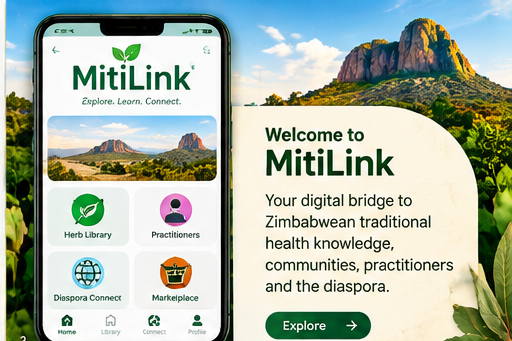 MitiLink
Explore. Learn. Connect.
Herb Library
Practitioners
Diaspora Connect
Marketplace
Home
Library
Connect
Profile
Welcome to
MitiLink
Your digital bridge to
Zimbabwean traditional
health knowledge,
communities, practitioners
and the diaspora.
Explore →